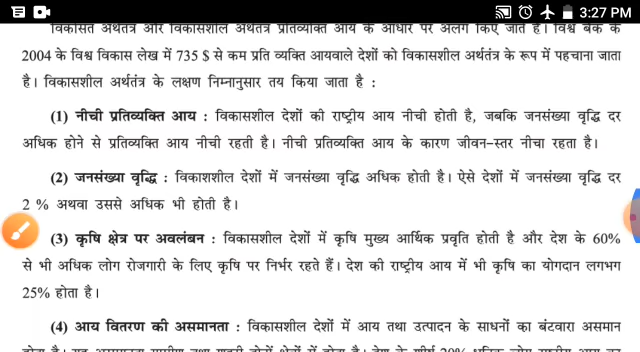 3:27 PM
विकसित अर्थतंत्र और विकासशील अर्थतंत्र प्रतिव्यक्ति आय के आधार पर अलग किए जाते है। विश्व बैंक के
2004 के विश्व विकास लेख में 735 $ से कम प्रति व्यक्ति आयवाले देशों को विकासशील अर्थतंत्र के रूप में पहचाना जाता
है। विकासशील अर्थतंत्र के लक्षण निम्नानुसार तय किया जाता है :
(1) नीची प्रतिव्यक्ति आय : विकासशील देशों की राष्ट्रीय आय नीची होती है, जबकि जनसंख्या वृद्धि दर
अधिक होने से प्रतिव्यक्ति आय नीची रहती है। नीची प्रतिव्यक्ति आय के कारण जीवन-स्तर नीचा रहता है।
(2) जनसंख्या वृद्धि : विकाशशील देशों में जनसंख्या वृद्धि अधिक होती है। ऐसे देशों में जनसंख्या वृद्धि दर
2 % अथवा उससे अधिक भी होती है।
(3) कृषि क्षेत्र पर अवलंबन : विकासशील देशों में कृषि मुख्य आर्थिक प्रवृति होती है और देश के 60%
से भी अधिक लोग रोजगारी के लिए कृषि पर निर्भर रहते हैं। देश की राष्ट्रीय आय में भी कृषि का योगदान लगभग
25% होता है।
(4) आय वितरण की असमानता : विकासशील देशों में आय तथा उत्पादन के साधनों का बंटवारा असमान